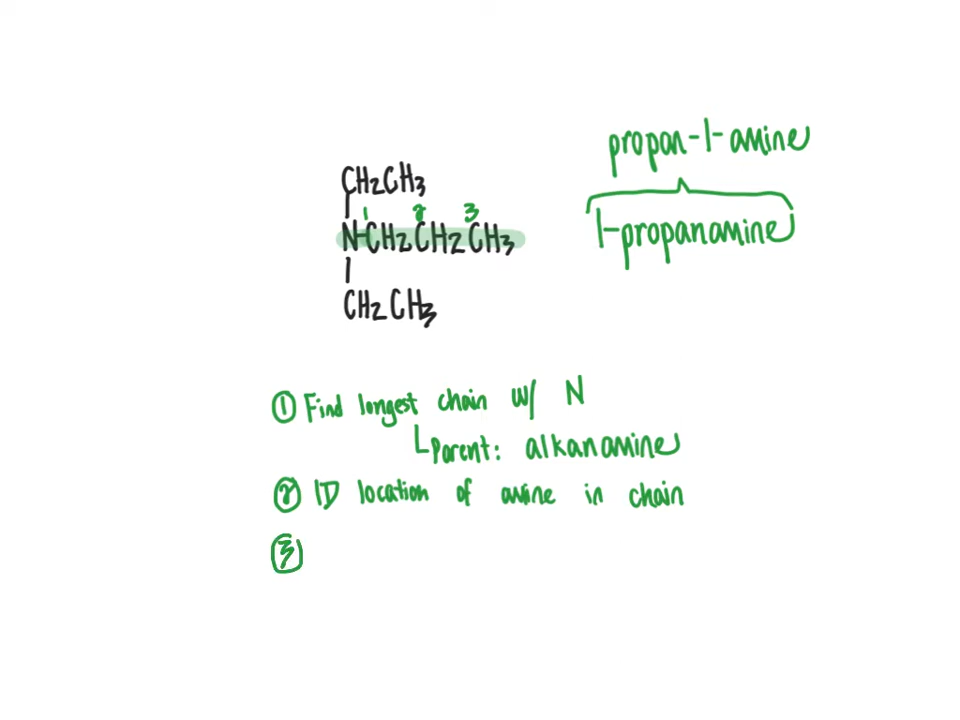 propan-1-amine
CH2CH3
1 2 3
N-CH2CH2CH3
1-propanamine
CH2CH3
① Find longest chain w/ N
Parent: alkanamine
② ID location of amine in chain
③